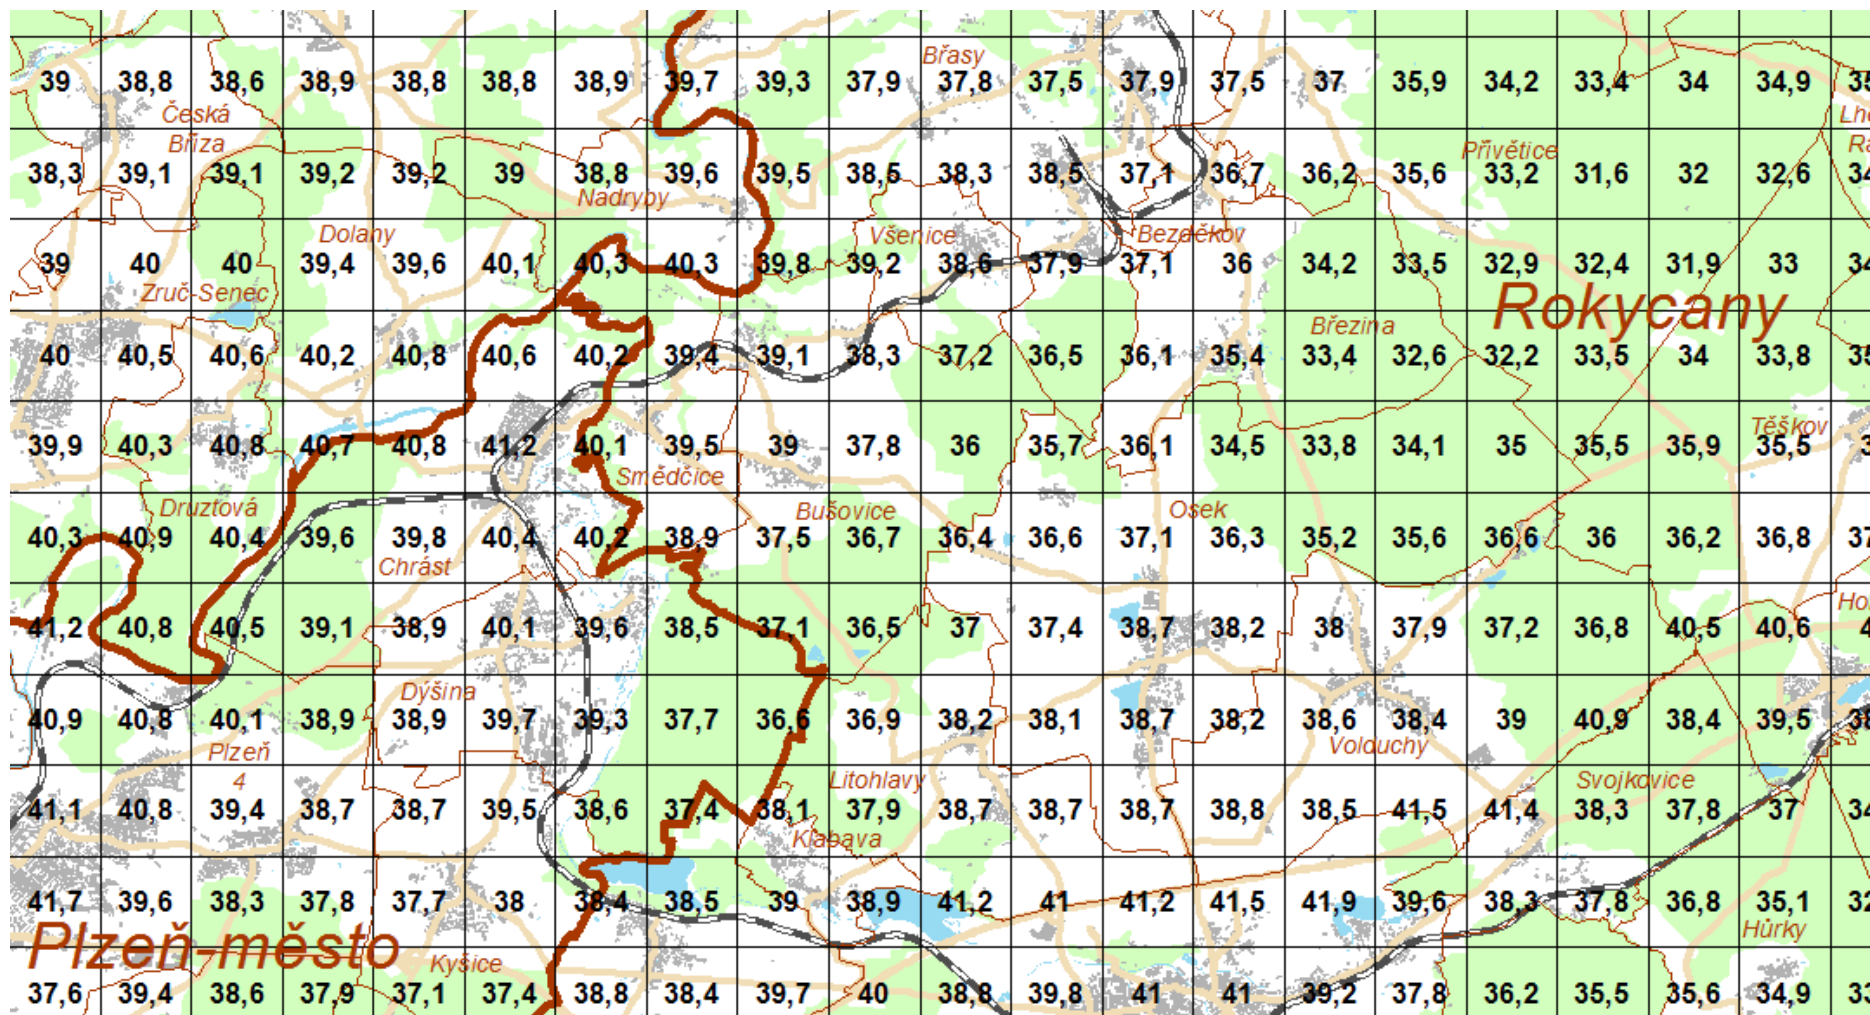 Břasy
39 38,8 38,6 38,9 38,8 38,8 38,9 39,7 39,3 37,9 37,8 37,5 37,9 37,5 37 35,9 34,2 33,4 34 34,9
Česká
Bříza
Přívětice
38,3 39,1 39,1 39,2 39,2 39 38,8 39,6 39,5 38,5 38,3 38,5 37,1 36,7 36,2 35,6 33,2 31,6 32 32,6
Nadryby
Dolany Všenice Bezděkov
39 40 40 39,4 39,6 40,1 40,3 40,3 39,8 39,2 38,6 37,9 37,1 36 34,2 33,5 32,9 32,4 31,9 33
Zruč-Senec
Rokycany
Březina
40 40,5 40,6 40,2 40,8 40,6 40,2 39,4 39,1 38,3 37,2 36,5 36,1 35,4 33,4 32,6 32,2 33,5 34 33,8
Těškov
39,9 40,3 40,8 40,7 40,8 41,2 40,1 39,5 39 37,8 36 35,7 36,1 34,5 33,8 34,1 35 35,5 35,9 35,5
Smědčice
Druztová Bušovice Osek
40,3 40,9 40,4 39,6 39,8 40,4 40,2 38,9 37,5 36,7 36,4 36,6 37,1 36,3 35,2 35,6 36,6 36 36,2 36,8
Chrást
41,2 40,8 40,5 39,1 38,9 40,1 39,6 38,5 37,1 36,5 37 37,4 38,7 38,2 38 37,9 37,2 36,8 40,5 40,6
Dýšina
40,9 40,8 40,1 38,9 38,9 39,7 39,3 37,7 36,6 36,9 38,2 38,1 38,7 38,2 38,6 38,4 39 40,9 38,4 39,5
Volduchy
Plzeň
4
Litohlavy Svojkovice
41,1 40,8 39,4 38,7 38,7 39,5 38,6 37,4 38,1 37,9 38,7 38,7 38,7 38,8 38,5 41,5 41,4 38,3 37,8 37
Klabava
41,7 39,6 38,3 37,8 37,7 38 38,4 38,5 39 38,9 41,2 41 41,2 41,5 41,9 39,6 38,3 37,8 36,8 35,1
Hůrky
Plzeň-město
Kyšice
37,6 39,4 38,6 37,9 37,1 37,4 38,8 38,4 39,7 40 38,8 39,8 41 41 39,2 37,8 36,2 35,5 35,6 34,9